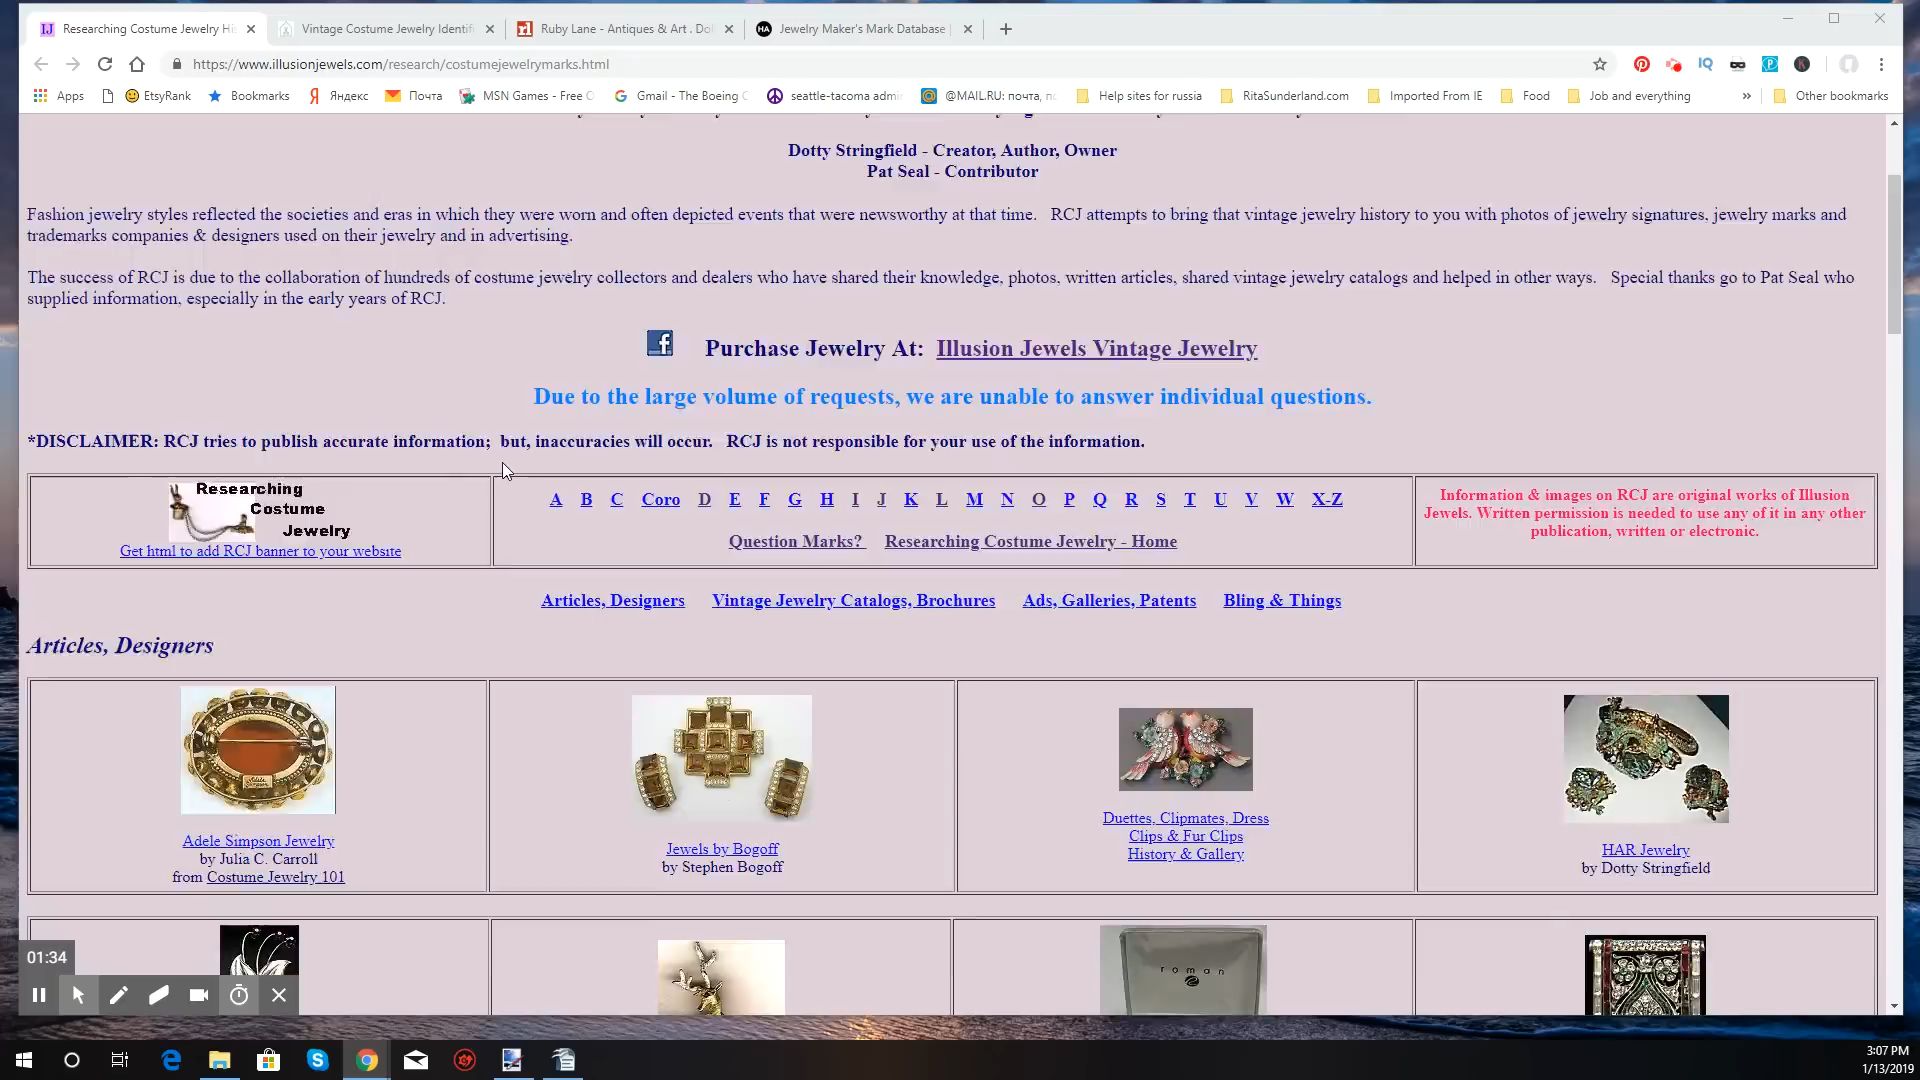 Researching Costume Jewelry Hi
Vintage Costume Jewelry Identifi
Ruby Lane - Antiques & Art . Dol
Jewelry Maker's Mark Database |
https://www.illusionjewels.com/research/costumejewelrymarks.html
Apps
EtsyRank
Bookmarks
Яндекс
Почта
MSN Games - Free O
Gmail - The Boeing C
seattle-tacoma admin
@MAIL.RU: почта, по
Help sites for russia
RitaSunderland.com
Imported From IE
Food
Job and everything
»
Other bookmarks
Dotty Stringfield - Creator, Author, Owner
Pat Seal - Contributor
Fashion jewelry styles reflected the societies and eras in which they were worn and often depicted events that were newsworthy at that time. RCJ attempts to bring that vintage jewelry history to you with photos of jewelry signatures, jewelry marks and
trademarks companies & designers used on their jewelry and in advertising.
The success of RCJ is due to the collaboration of hundreds of costume jewelry collectors and dealers who have shared their knowledge, photos, written articles, shared vintage jewelry catalogs and helped in other ways. Special thanks go to Pat Seal who
supplied information, especially in the early years of RCJ.
Purchase Jewelry At: Illusion Jewels Vintage Jewelry
Due to the large volume of requests, we are unable to answer individual questions.
*DISCLAIMER: RCJ tries to publish accurate information; but, inaccuracies will occur. RCJ is not responsible for your use of the information.
Researching
Costume
Jewelry
Get html to add RCJ banner to your website
A B C Coro D E F G H I J K L M N O P Q R S T U V W X-Z
Question Marks? Researching Costume Jewelry - Home
Information & images on RCJ are original works of Illusion
Jewels. Written permission is needed to use any of it in any other
publication, written or electronic.
Articles, Designers Vintage Jewelry Catalogs, Brochures Ads, Galleries, Patents Bling & Things
Articles, Designers
Adele Simpson Jewelry
by Julia C. Carroll
from Costume Jewelry 101
Jewels by Bogoff
by Stephen Bogoff
Duettes, Clipmates, Dress
Clips & Fur Clips
History & Gallery
HAR Jewelry
by Dotty Stringfield
roman
01:34
3:07 PM
1/13/2019